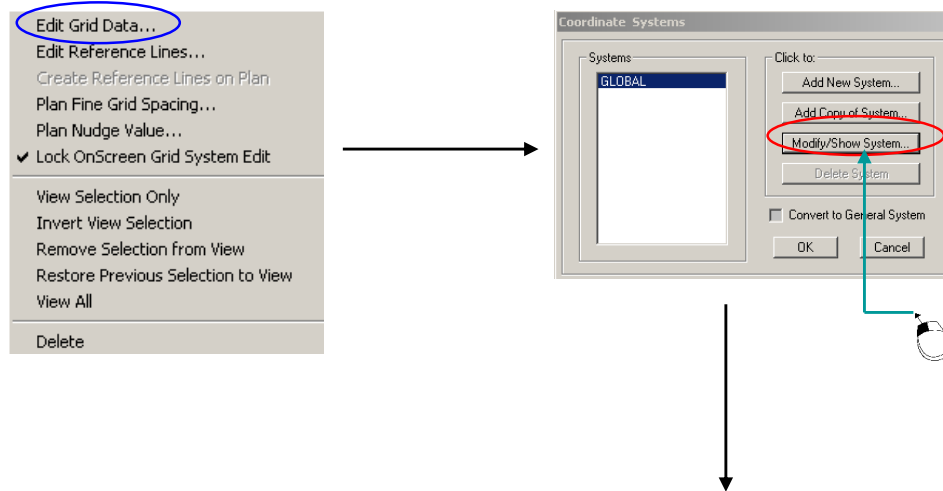 Edit Grid Data...
Edit Reference Lines...
Create Reference Lines on Plan
Plan Fine Grid Spacing...
Plan Nudge Value...
Lock OnScreen Grid System Edit
View Selection Only
Invert View Selection
Remove Selection from View
Restore Previous Selection to View
View All
Delete
Coordinate Systems
Systems
GLOBAL
Click to:
Add New System...
Add Copy of System...
Modify/Show System...
Delete System
Convert to General System
OK
Cancel